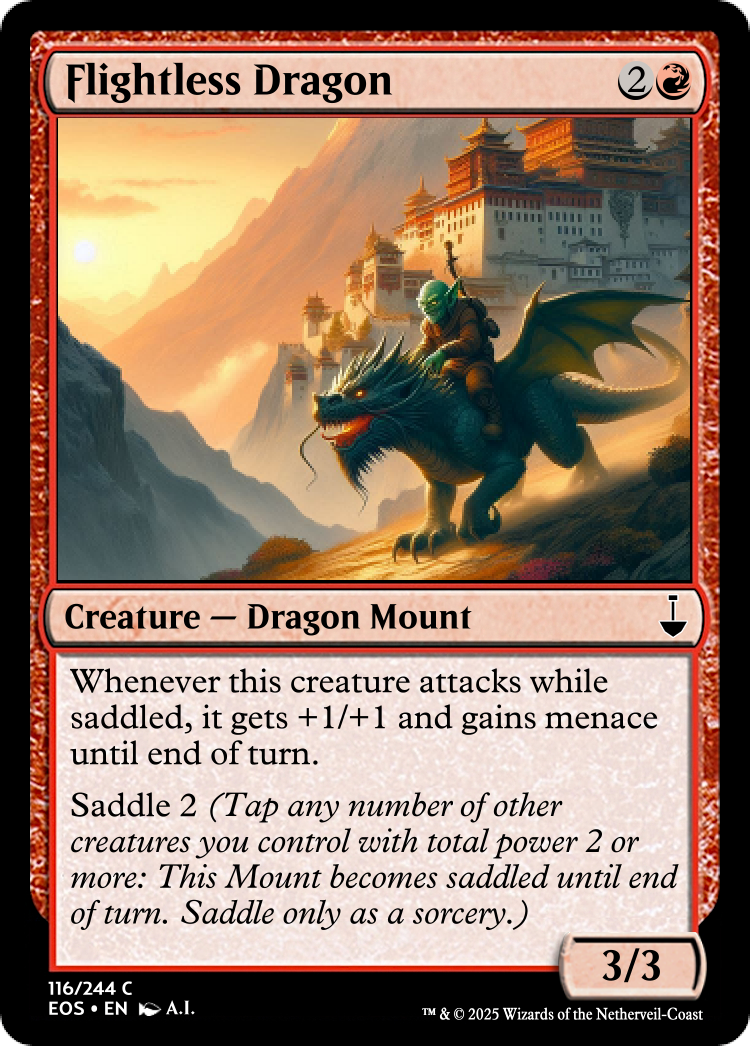 Flightless Dragon 2
Creature — Dragon Mount
Whenever this creature attacks while
saddled, it gets +1/+1 and gains menace
until end of turn.
Saddle 2 (Tap any number of other
creatures you control with total power 2 or
more: This Mount becomes saddled until end
of turn. Saddle only as a sorcery.)
3/3
116/244 C
EOS • EN A.I.
™ & © 2025 Wizards of the Netherveil-Coast